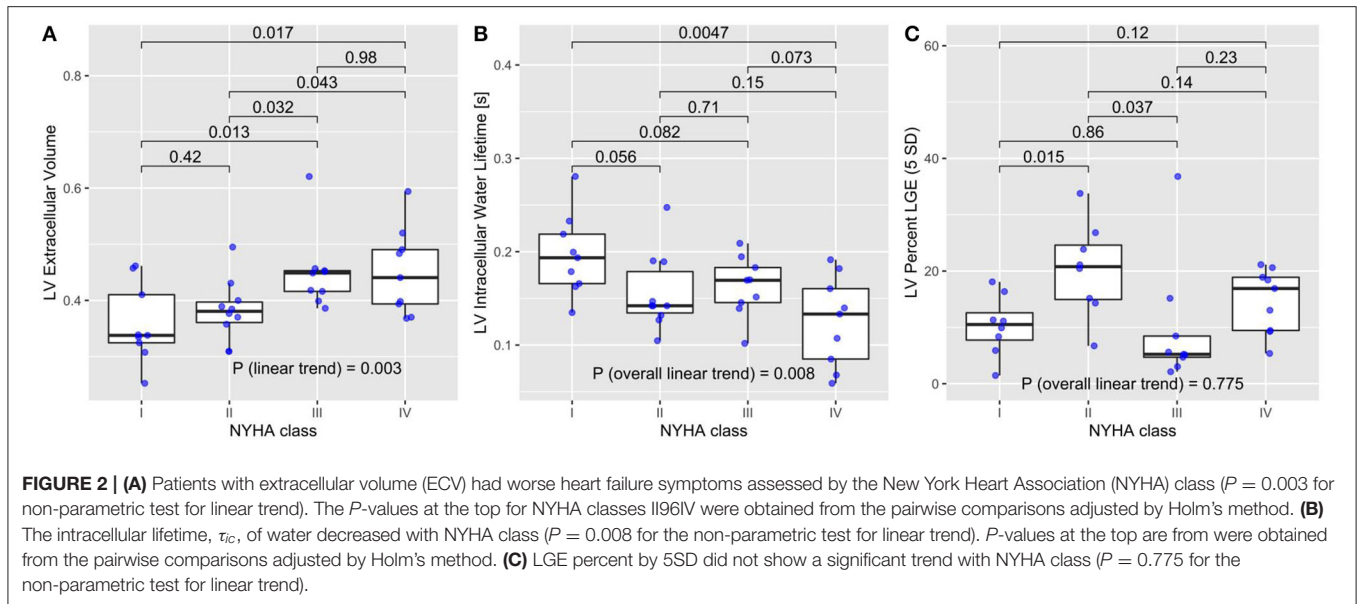 A
0.017
0.98
0.043
0.032
0.013
0.42
0.8
0.6
0.4
LV Extracellular Volume
P (linear trend) = 0.003
I II III IV
NYHA class
B
0.0047
0.073
0.15
0.71
0.082
0.056
0.4
0.3
0.2
0.1
LV Intracellular Water Lifetime [s]
P (overall linear trend) = 0.008
I II III IV
NYHA class
C
0.12
0.23
0.14
0.037
0.86
0.015
60
40
20
0
LV Percent LGE (5 SD)
P (overall linear trend) = 0.775
I II III IV
NYHA class
FIGURE 2 | (A) Patients with extracellular volume (ECV) had worse heart failure symptoms assessed by the New York Heart Association (NYHA) class (P = 0.003 for
non-parametric test for linear trend). The P-values at the top for NYHA classes II96IV were obtained from the pairwise comparisons adjusted by Holm's method. (B)
The intracellular lifetime, τic, of water decreased with NYHA class (P = 0.008 for the non-parametric test for linear trend). P-values at the top are from were obtained
from the pairwise comparisons adjusted by Holm's method. (C) LGE percent by 5SD did not show a significant trend with NYHA class (P = 0.775 for the
non-parametric test for linear trend).